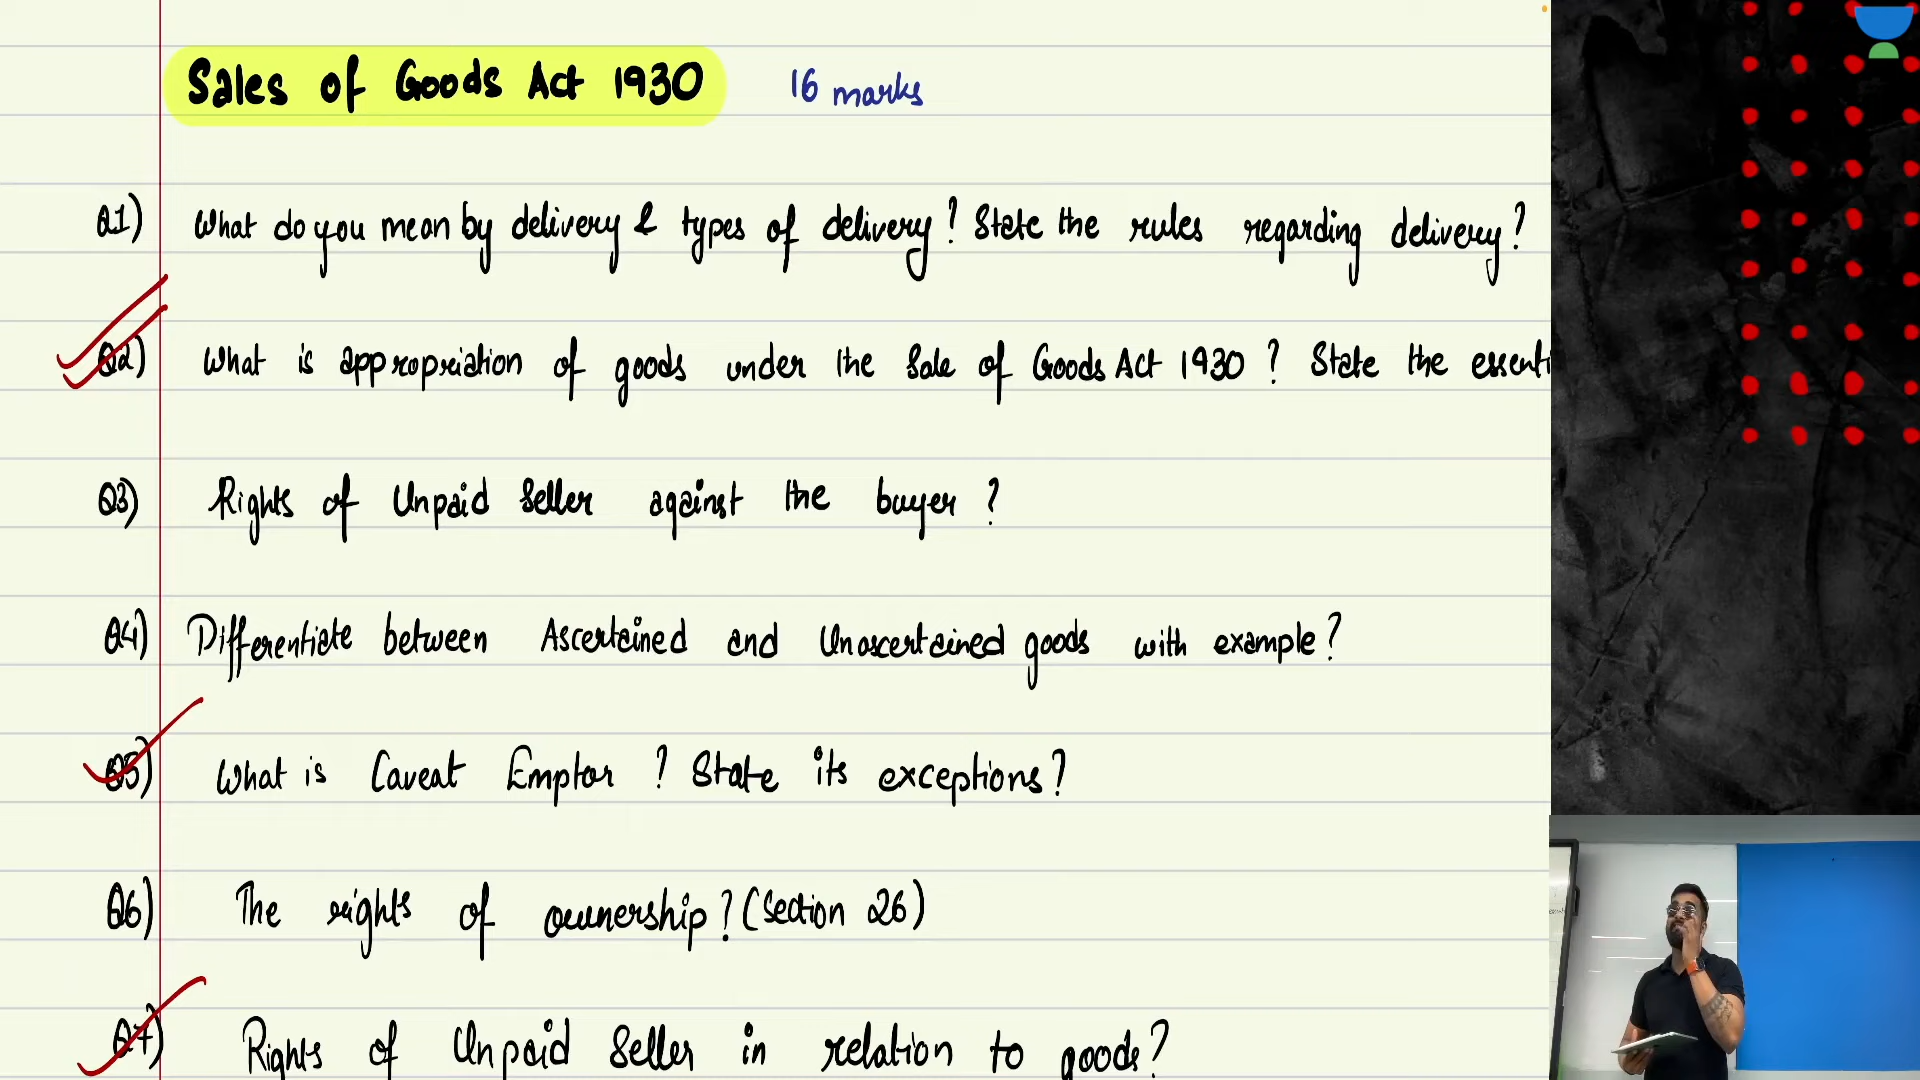 Sales of Goods Act 1930 16 marks
Q1) What do you mean by delivery & types of delivery? State the rules regarding delivery?
Q2) What is appropriation of goods under the Sale of Goods Act 1930? State the essenti
Q3) Rights of Unpaid Seller against the buyer?
Q4) Differentiate between Ascertained and Unascertained goods with example?
Q5) What is Caveat Emptor? State its exceptions?
Q6) The rights of ownership? (Section 26)
Q7) Rights of Unpaid Seller in relation to goods?